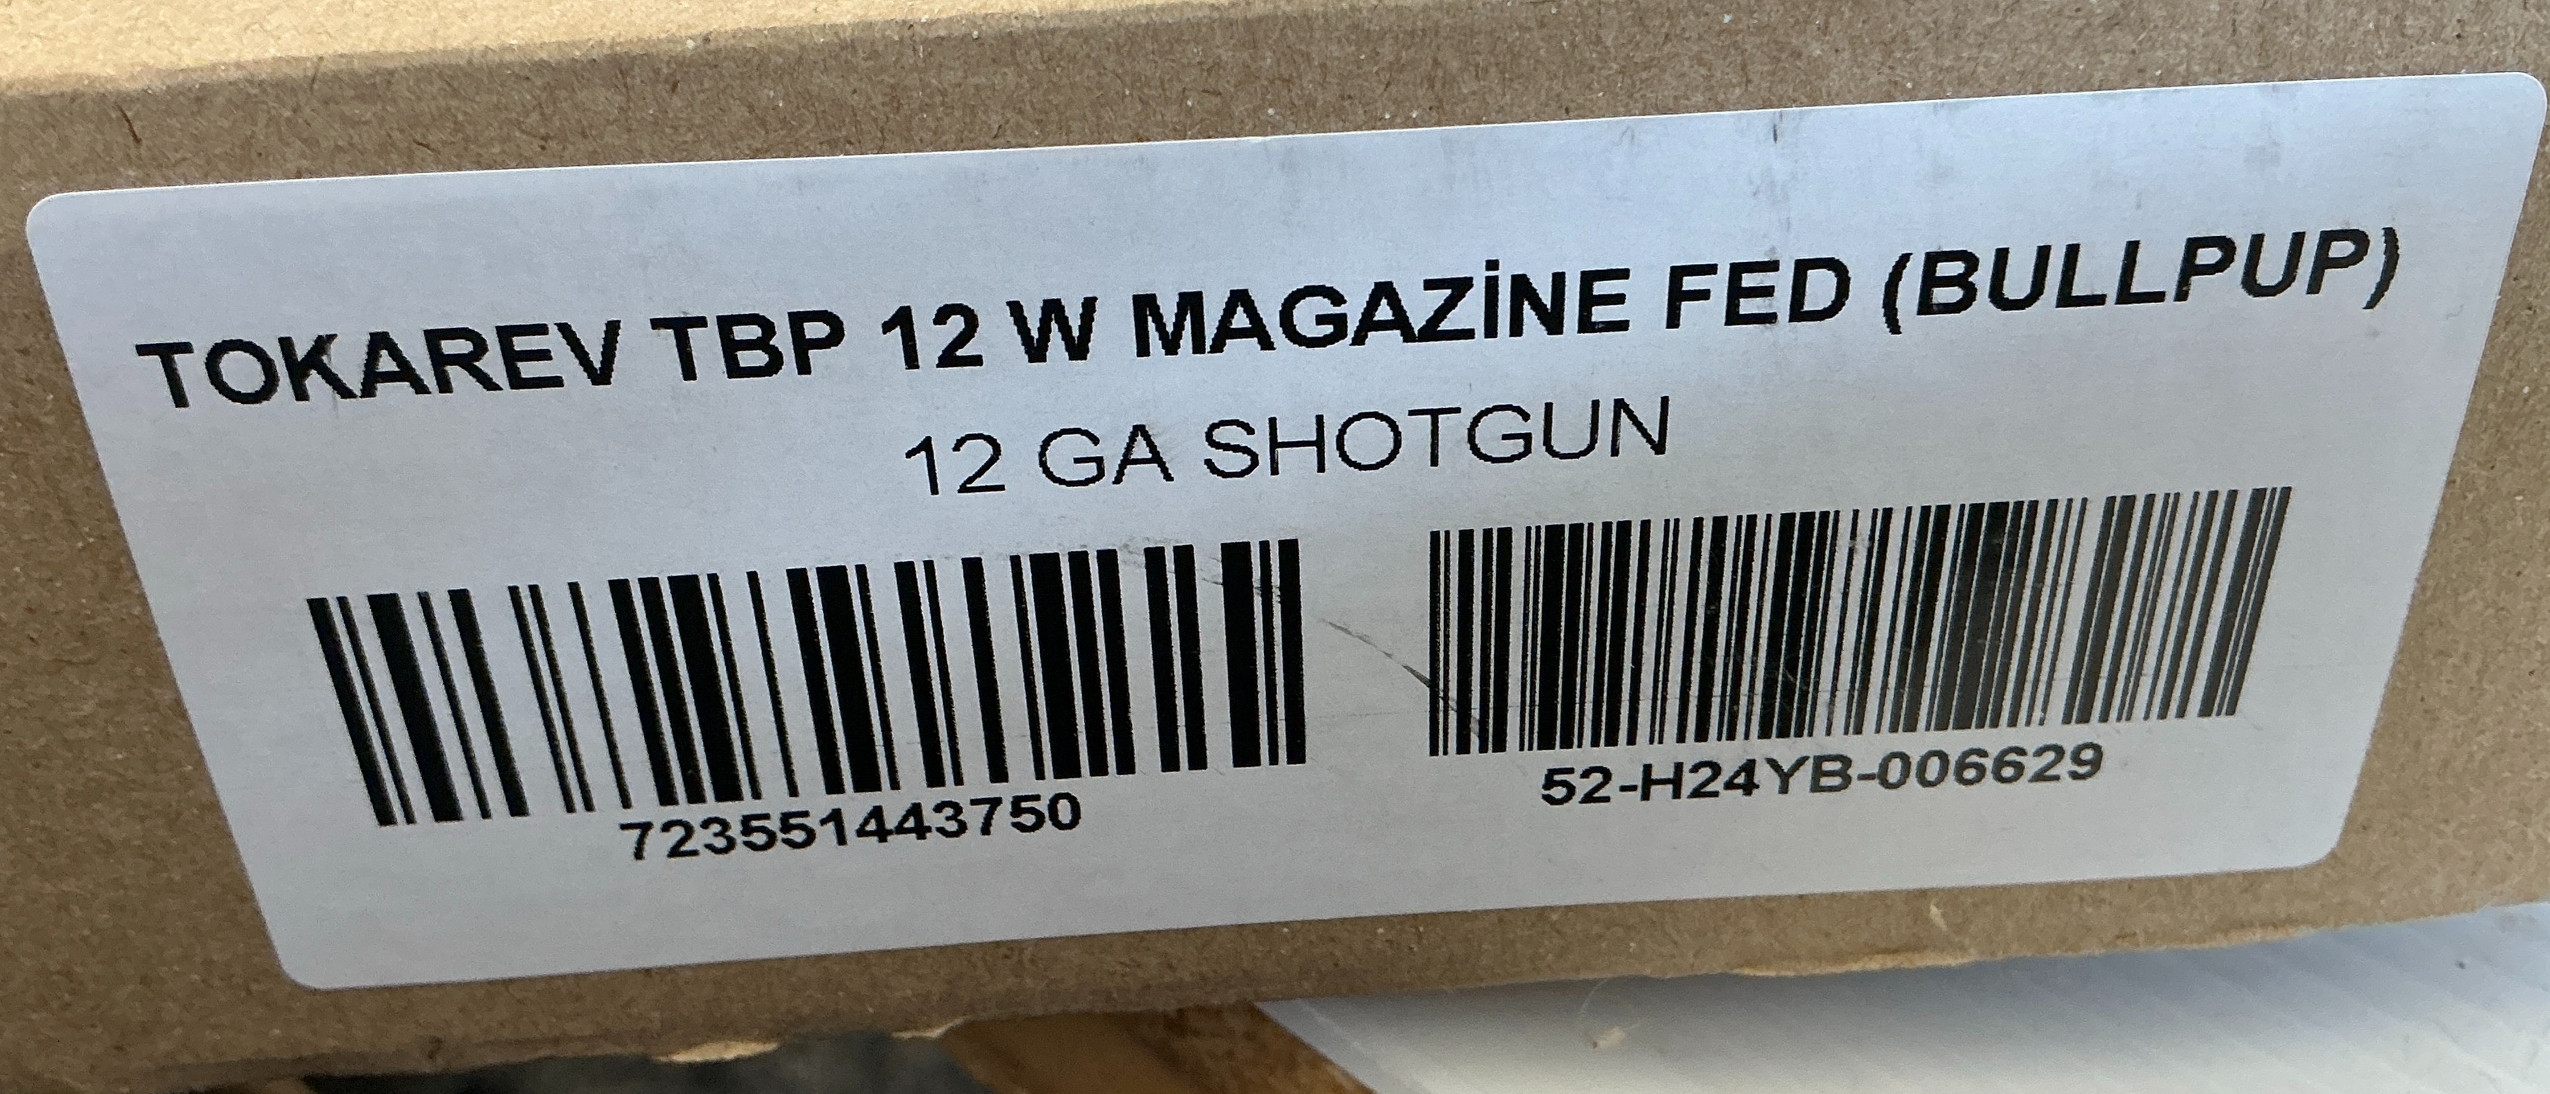 TOKAREV TBP 12 W MAGAZİNE FED (BULLPUP)
12 GA SHOTGUN
723551443750
52-H24YB-006629